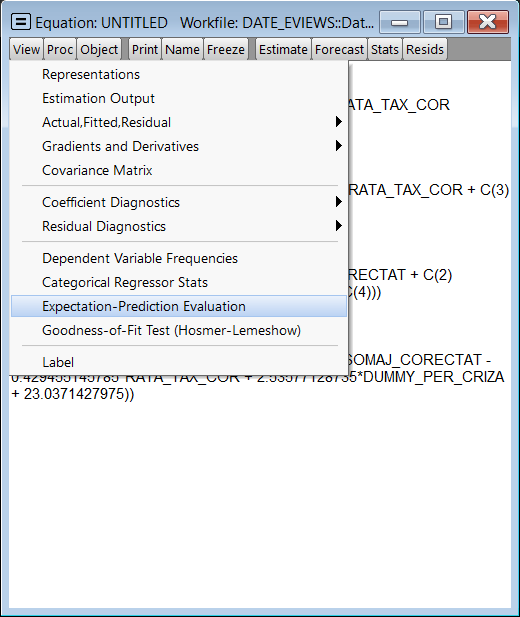 Equation: UNTITLED Workfile: DATE_EVIEWS::Dat...
View Proc Object Print Name Freeze Estimate Forecast Stats Resids
Representations
Estimation Output
ATA_TAX_COR
Actual,Fitted,Residual
Gradients and Derivatives
Covariance Matrix
RATA_TAX_COR + C(3)
Coefficient Diagnostics
Residual Diagnostics
Dependent Variable Frequencies
RECTAT + C(2)
Categorical Regressor Stats
C(4)))
Expectation-Prediction Evaluation
Goodness-of-Fit Test (Hosmer-Lemeshow)
Label
SOMAJ_CORECTAT -
0.429455145785*RATA_TAX_COR + 2.53577128735*DUMMY_PER_CRIZA
+ 23.0371427975))